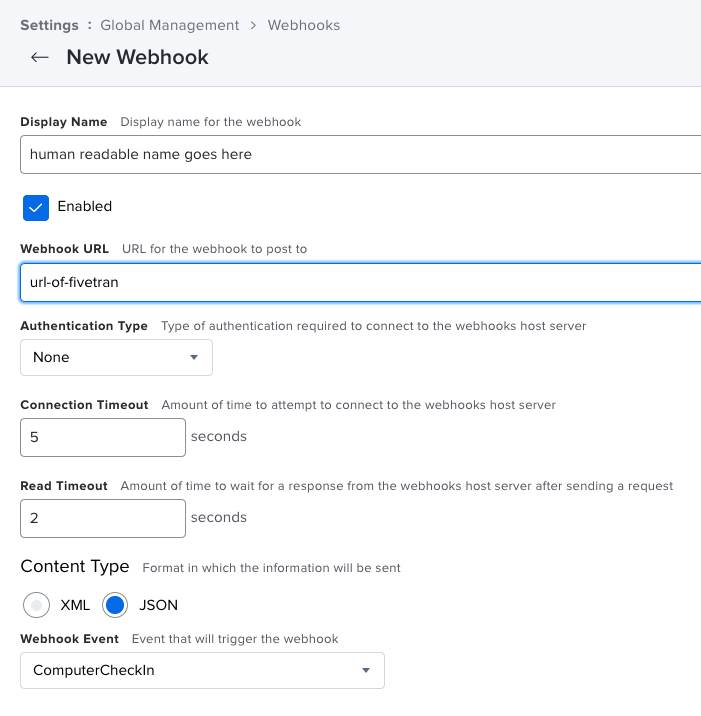 Settings : Global Management > Webhooks
← New Webhook
Display Name Display name for the webhook
human readable name goes here
Enabled
Webhook URL URL for the webhook to post to
url-of-fivetran
Authentication Type Type of authentication required to connect to the webhooks host server
None
Connection Timeout Amount of time to attempt to connect to the webhooks host server
5 seconds
Read Timeout Amount of time to wait for a response from the webhooks host server after sending a request
2 seconds
Content Type Format in which the information will be sent
XML JSON
Webhook Event Event that will trigger the webhook
ComputerCheckIn